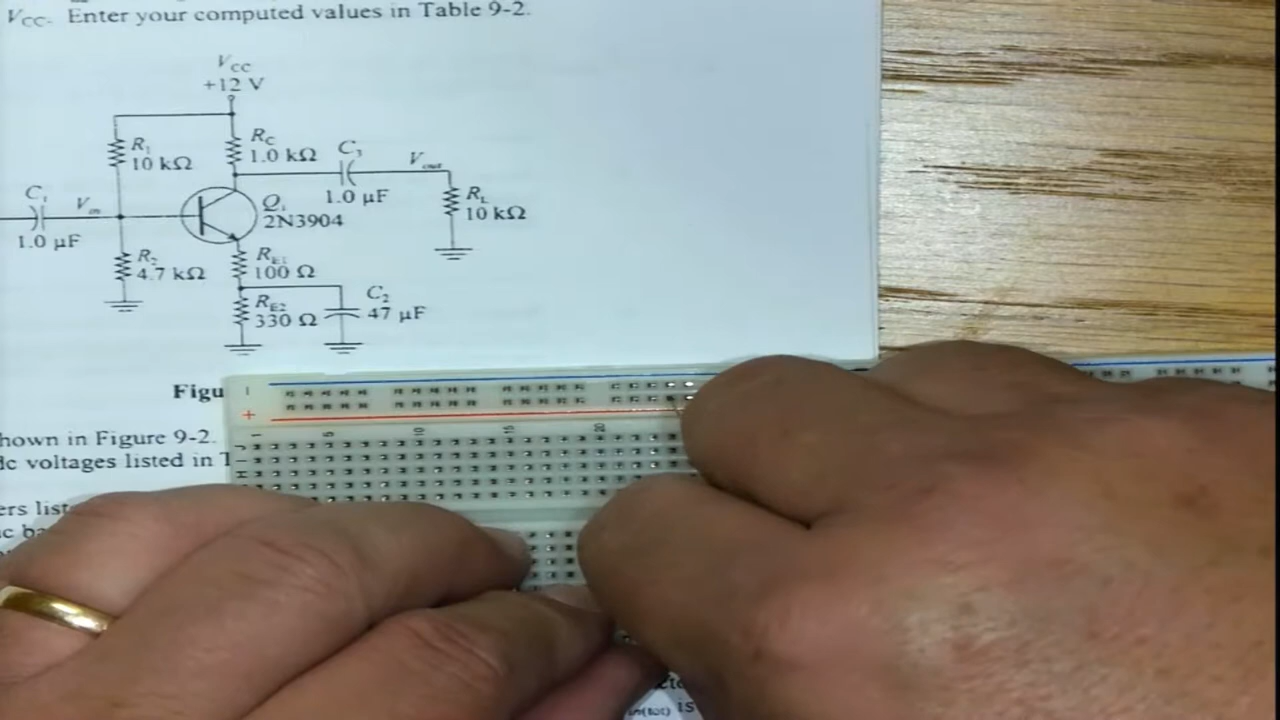 VCC. Enter your computed values in Table 9-2.
VCC
+12 V
R1
10 kΩ
RC
1.0 kΩ
C3
1.0 μF
Vout
RL
10 kΩ
C1
1.0 μF
Vin
Q1
2N3904
R2
4.7 kΩ
RE1
100 Ω
RE2
330 Ω
C2
47 μF
Figu
hown in Figure 9-2.
dc voltages listed in T
ers list
+
1
5
10
15
20
J
I
H
in(tot) is